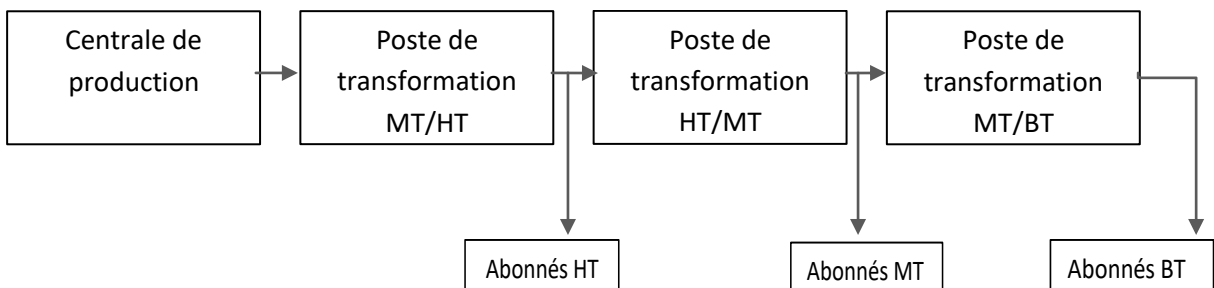 Centrale de
production
Poste de
transformation
MT/HT
Poste de
transformation
HT/MT
Poste de
transformation
MT/BT
Abonnés HT
Abonnés MT
Abonnés BT